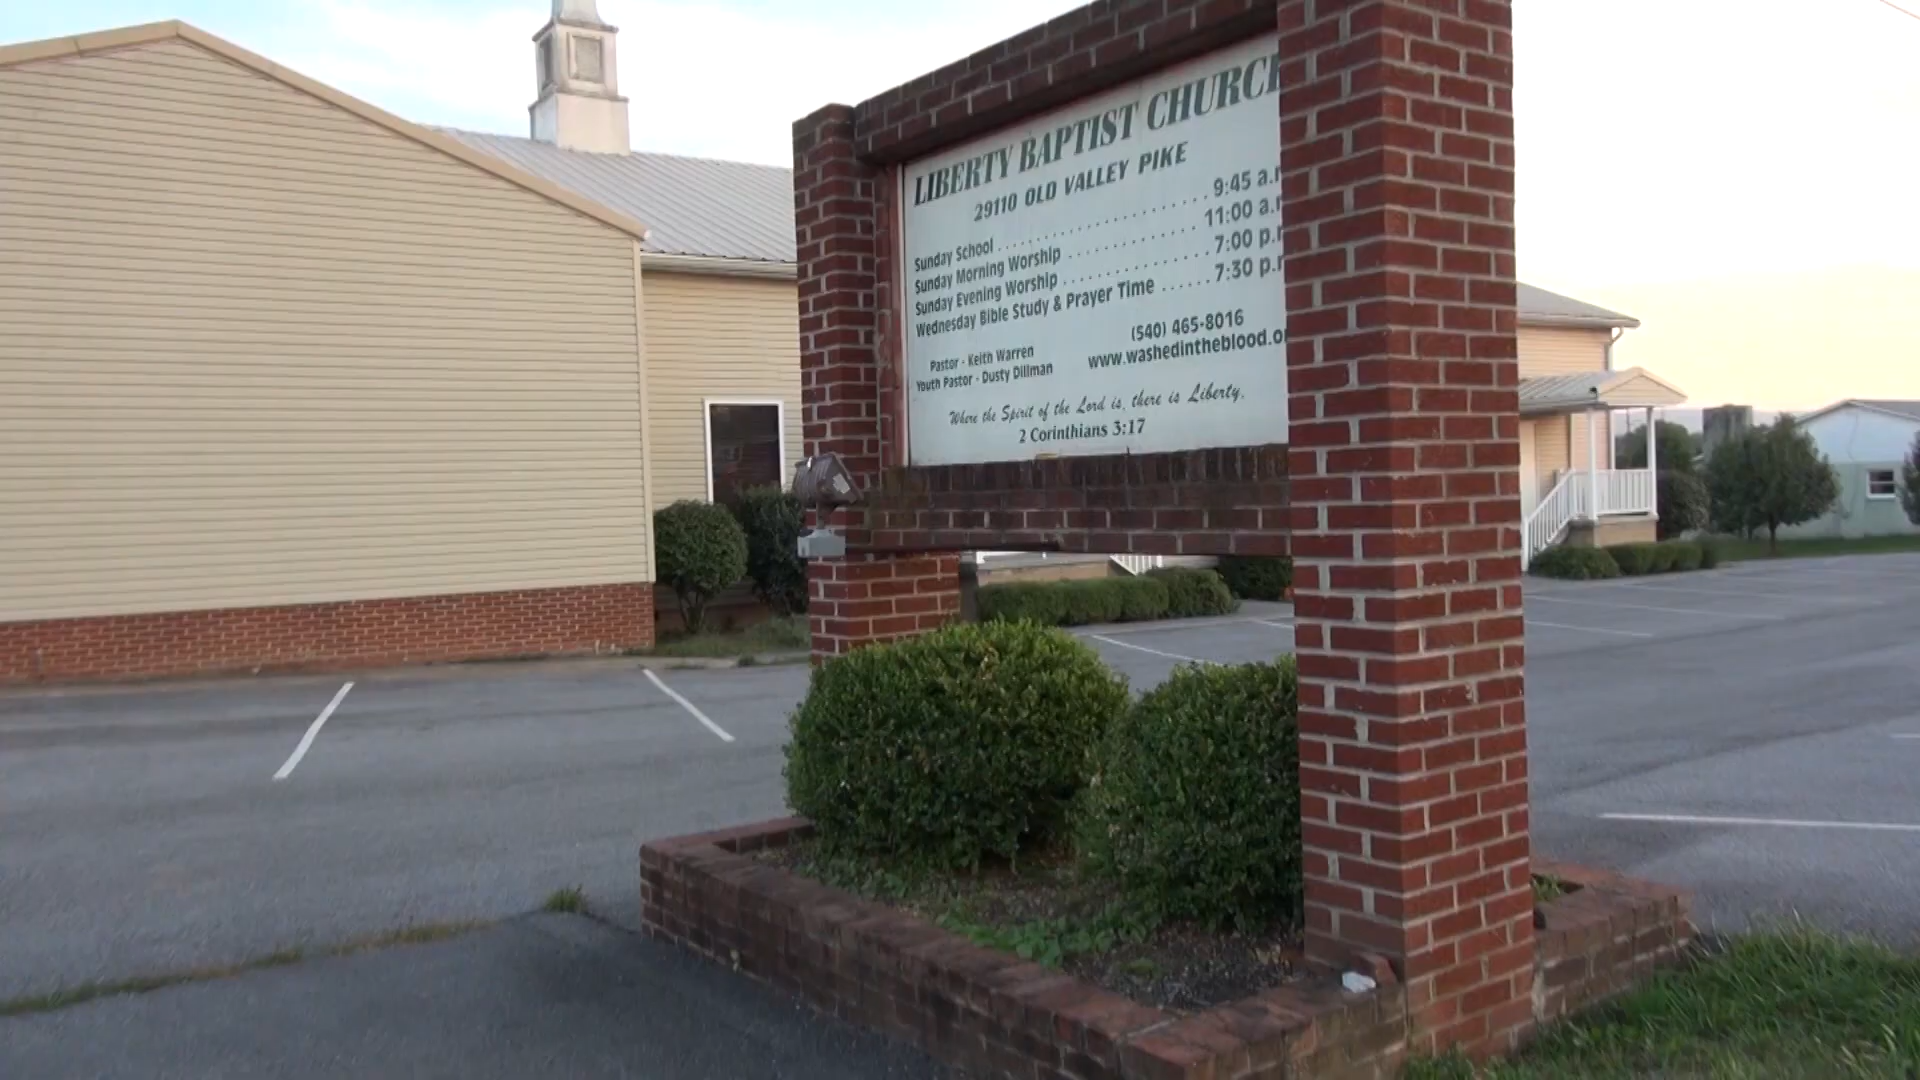 LIBERTY BAPTIST CHURCH
29110 OLD VALLEY PIKE
Sunday School . . . . . . . . . . . . . . . . . . . . . . . . . . . 9:45 a.m
Sunday Morning Worship . . . . . . . . . . . . . . . . 11:00 a.m
Sunday Evening Worship . . . . . . . . . . . . . . . . . . 7:00 p.m
Wednesday Bible Study & Prayer Time . . . . . . 7:30 p.m
Pastor - Keith Warren
Youth Pastor - Dusty Dillman
(540) 465-8016
www.washedintheblood.o
Where the Spirit of the Lord is, there is Liberty.
2 Corinthians 3:17